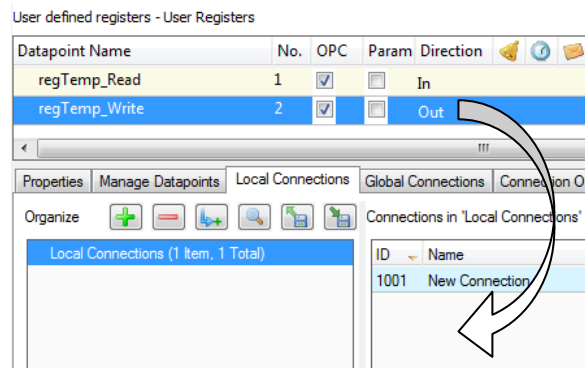 User defined registers - User Registers
Datapoint Name No. OPC Param Direction
regTemp_Read 1 In
regTemp_Write 2 Out
Properties Manage Datapoints Local Connections Global Connections Connection O
Organize Connections in 'Local Connections'
Local Connections (1 Item, 1 Total) ID Name
1001 New Connection